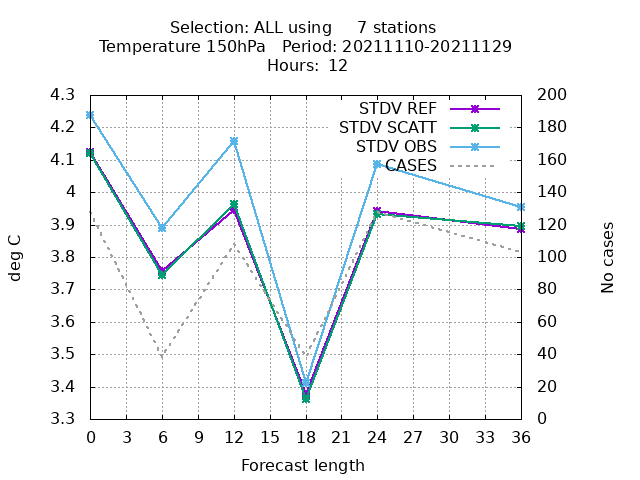 Selection: ALL using     7 stations
Temperature 150hPa   Period: 20211110-20211129
Hours:  12
4.3
4.2
4.1
4
3.9
3.8
3.7
3.6
3.5
3.4
3.3
deg C
200
180
160
140
120
100
80
60
40
20
0
No cases
STDV REF
STDV SCATT
STDV OBS
CASES
0 3 6 9 12 15 18 21 24 27 30 33 36
Forecast length